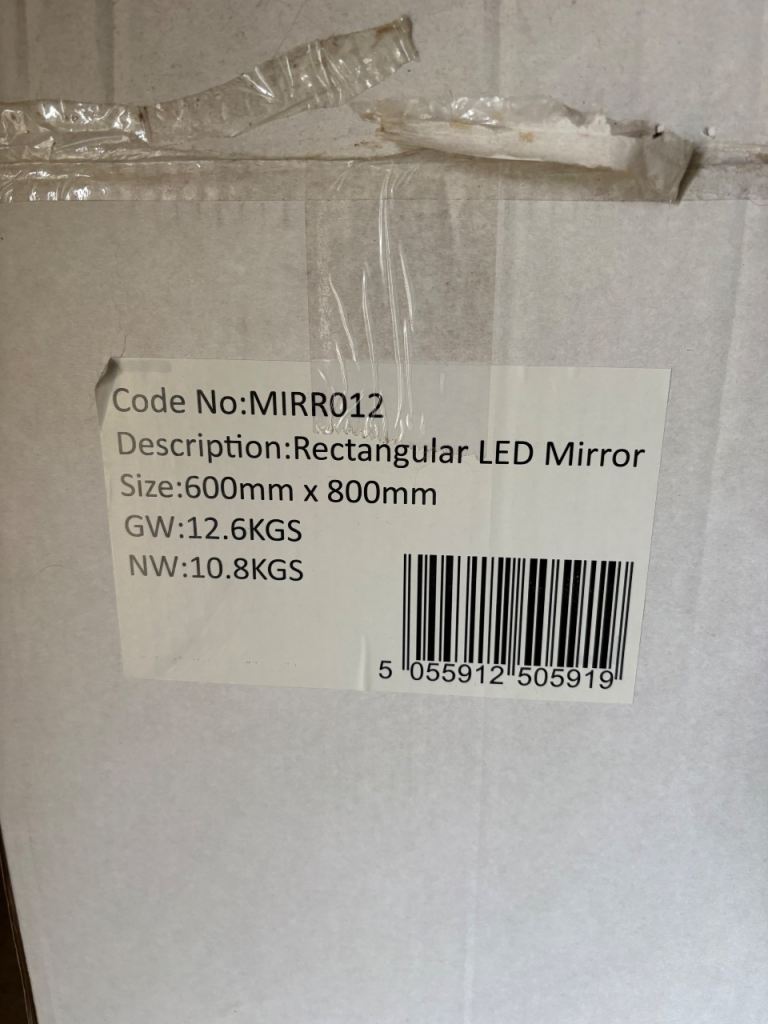 Code No:MIRR012
Description:Rectangular LED Mirror
Size:600mm x 800mm
GW:12.6KGS
NW:10.8KGS
5 055912 505919